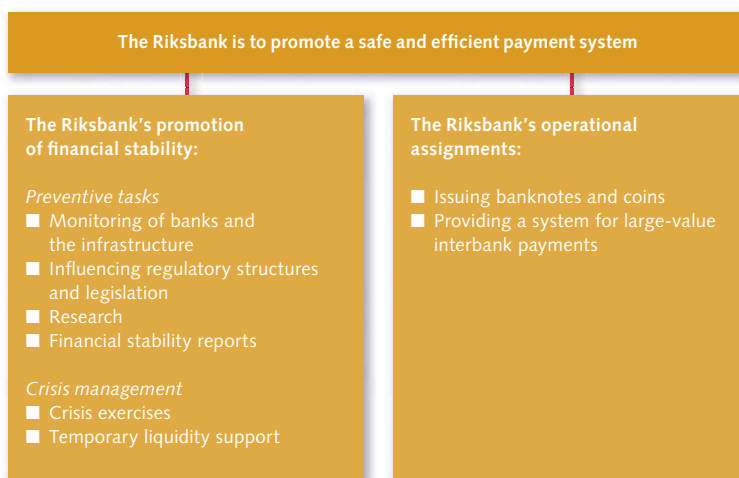 The Riksbank is to promote a safe and efficient payment system
The Riksbank's promotion
of financial stability:
Preventive tasks
■ Monitoring of banks and
the infrastructure
■ Influencing regulatory structures
and legislation
■ Research
■ Financial stability reports
Crisis management
■ Crisis exercises
■ Temporary liquidity support
The Riksbank's operational
assignments:
■ Issuing banknotes and coins
■ Providing a system for large-value
interbank payments